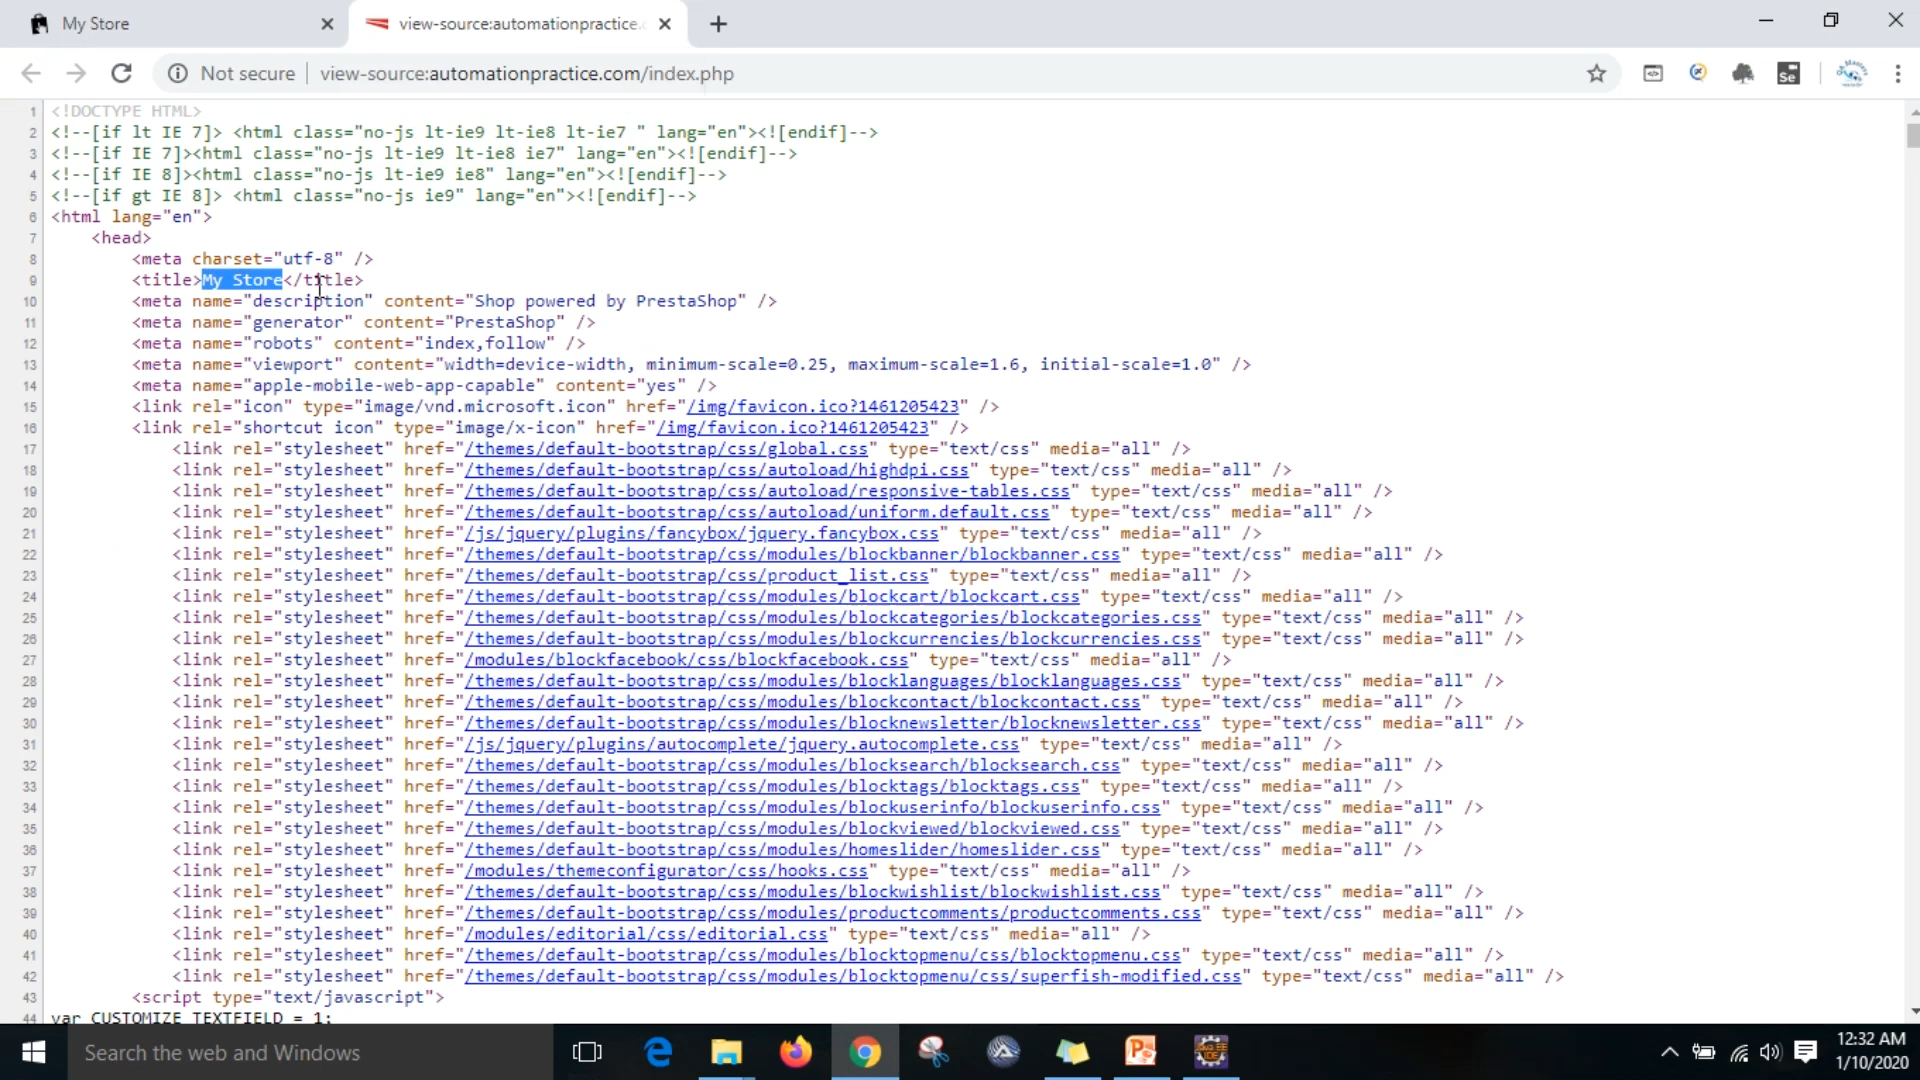 My Store
view-source:automationpractice.c
Not secure
view-source:automationpractice.com/index.php
Se
1 <!DOCTYPE HTML>
2 <!--[if lt IE 7]> <html class="no-js lt-ie9 lt-ie8 lt-ie7 " lang="en"><![endif]-->
3 <!--[if IE 7]><html class="no-js lt-ie9 lt-ie8 ie7" lang="en"><![endif]-->
4 <!--[if IE 8]><html class="no-js lt-ie9 ie8" lang="en"><![endif]-->
5 <!--[if gt IE 8]> <html class="no-js ie9" lang="en"><![endif]-->
6 <html lang="en">
7 <head>
8 <meta charset="utf-8" />
9 <title>My Store</title>
10 <meta name="description" content="Shop powered by PrestaShop" />
11 <meta name="generator" content="PrestaShop" />
12 <meta name="robots" content="index,follow" />
13 <meta name="viewport" content="width=device-width, minimum-scale=0.25, maximum-scale=1.6, initial-scale=1.0" />
14 <meta name="apple-mobile-web-app-capable" content="yes" />
15 <link rel="icon" type="image/vnd.microsoft.icon" href="/img/favicon.ico?1461205423" />
16 <link rel="shortcut icon" type="image/x-icon" href="/img/favicon.ico?1461205423" />
17 <link rel="stylesheet" href="/themes/default-bootstrap/css/global.css" type="text/css" media="all" />
18 <link rel="stylesheet" href="/themes/default-bootstrap/css/autoload/highdpi.css" type="text/css" media="all" />
19 <link rel="stylesheet" href="/themes/default-bootstrap/css/autoload/responsive-tables.css" type="text/css" media="all" />
20 <link rel="stylesheet" href="/themes/default-bootstrap/css/autoload/uniform.default.css" type="text/css" media="all" />
21 <link rel="stylesheet" href="/js/jquery/plugins/fancybox/jquery.fancybox.css" type="text/css" media="all" />
22 <link rel="stylesheet" href="/themes/default-bootstrap/css/modules/blockbanner/blockbanner.css" type="text/css" media="all" />
23 <link rel="stylesheet" href="/themes/default-bootstrap/css/product_list.css" type="text/css" media="all" />
24 <link rel="stylesheet" href="/themes/default-bootstrap/css/modules/blockcart/blockcart.css" type="text/css" media="all" />
25 <link rel="stylesheet" href="/themes/default-bootstrap/css/modules/blockcategories/blockcategories.css" type="text/css" media="all" />
26 <link rel="stylesheet" href="/themes/default-bootstrap/css/modules/blockcurrencies/blockcurrencies.css" type="text/css" media="all" />
27 <link rel="stylesheet" href="/modules/blockfacebook/css/blockfacebook.css" type="text/css" media="all" />
28 <link rel="stylesheet" href="/themes/default-bootstrap/css/modules/blocklanguages/blocklanguages.css" type="text/css" media="all" />
29 <link rel="stylesheet" href="/themes/default-bootstrap/css/modules/blockcontact/blockcontact.css" type="text/css" media="all" />
30 <link rel="stylesheet" href="/themes/default-bootstrap/css/modules/blocknewsletter/blocknewsletter.css" type="text/css" media="all" />
31 <link rel="stylesheet" href="/js/jquery/plugins/autocomplete/jquery.autocomplete.css" type="text/css" media="all" />
32 <link rel="stylesheet" href="/themes/default-bootstrap/css/modules/blocksearch/blocksearch.css" type="text/css" media="all" />
33 <link rel="stylesheet" href="/themes/default-bootstrap/css/modules/blocktags/blocktags.css" type="text/css" media="all" />
34 <link rel="stylesheet" href="/themes/default-bootstrap/css/modules/blockuserinfo/blockuserinfo.css" type="text/css" media="all" />
35 <link rel="stylesheet" href="/themes/default-bootstrap/css/modules/blockviewed/blockviewed.css" type="text/css" media="all" />
36 <link rel="stylesheet" href="/themes/default-bootstrap/css/modules/homeslider/homeslider.css" type="text/css" media="all" />
37 <link rel="stylesheet" href="/modules/themeconfigurator/css/hooks.css" type="text/css" media="all" />
38 <link rel="stylesheet" href="/themes/default-bootstrap/css/modules/blockwishlist/blockwishlist.css" type="text/css" media="all" />
39 <link rel="stylesheet" href="/themes/default-bootstrap/css/modules/productcomments/productcomments.css" type="text/css" media="all" />
40 <link rel="stylesheet" href="/modules/editorial/css/editorial.css" type="text/css" media="all" />
41 <link rel="stylesheet" href="/themes/default-bootstrap/css/modules/blocktopmenu/css/blocktopmenu.css" type="text/css" media="all" />
42 <link rel="stylesheet" href="/themes/default-bootstrap/css/modules/blocktopmenu/css/superfish-modified.css" type="text/css" media="all" />
43 <script type="text/javascript">
44 var CUSTOMIZE_TEXTFIELD = 1;
Search the web and Windows
12:32 AM
1/10/2020